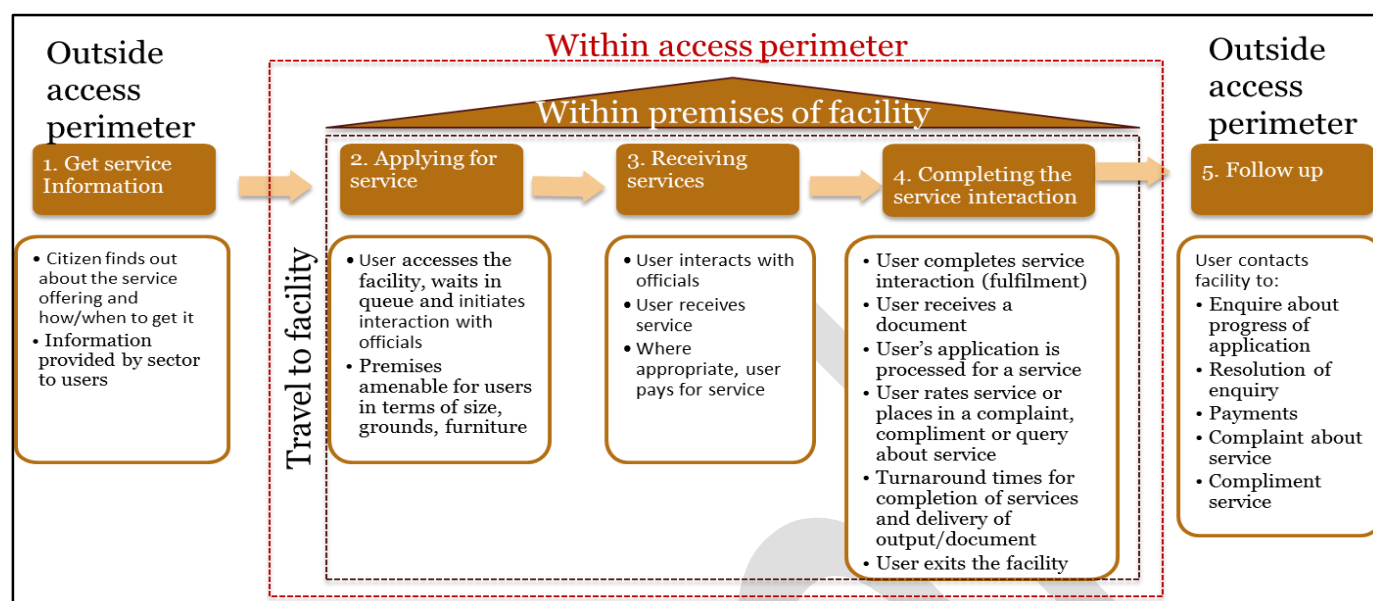 Outside
access
perimeter
Within access perimeter
Within premises of facility
Outside
access
perimeter
1. Get service
Information
2. Applying for
service
3. Receiving
services
4. Completing the
service interaction
5. Follow up
Travel to facility
• Citizen finds out
about the service
offering and
how/when to get it
• Information
provided by sector
to users
• User accesses the
facility, waits in
queue and initiates
interaction with
officials
• Premises
amenable for users
in terms of size,
grounds, furniture
• User interacts with
officials
• User receives
service
• Where
appropriate, user
pays for service
• User completes service
interaction (fulfilment)
• User receives a
document
• User's application is
processed for a service
• User rates service or
places in a complaint,
compliment or query
about service
• Turnaround times for
completion of services
and delivery of
output/document
• User exits the facility
User contacts
facility to:
• Enquire about
progress of
application
• Resolution of
enquiry
• Payments
• Complaint about
service
• Compliment
service